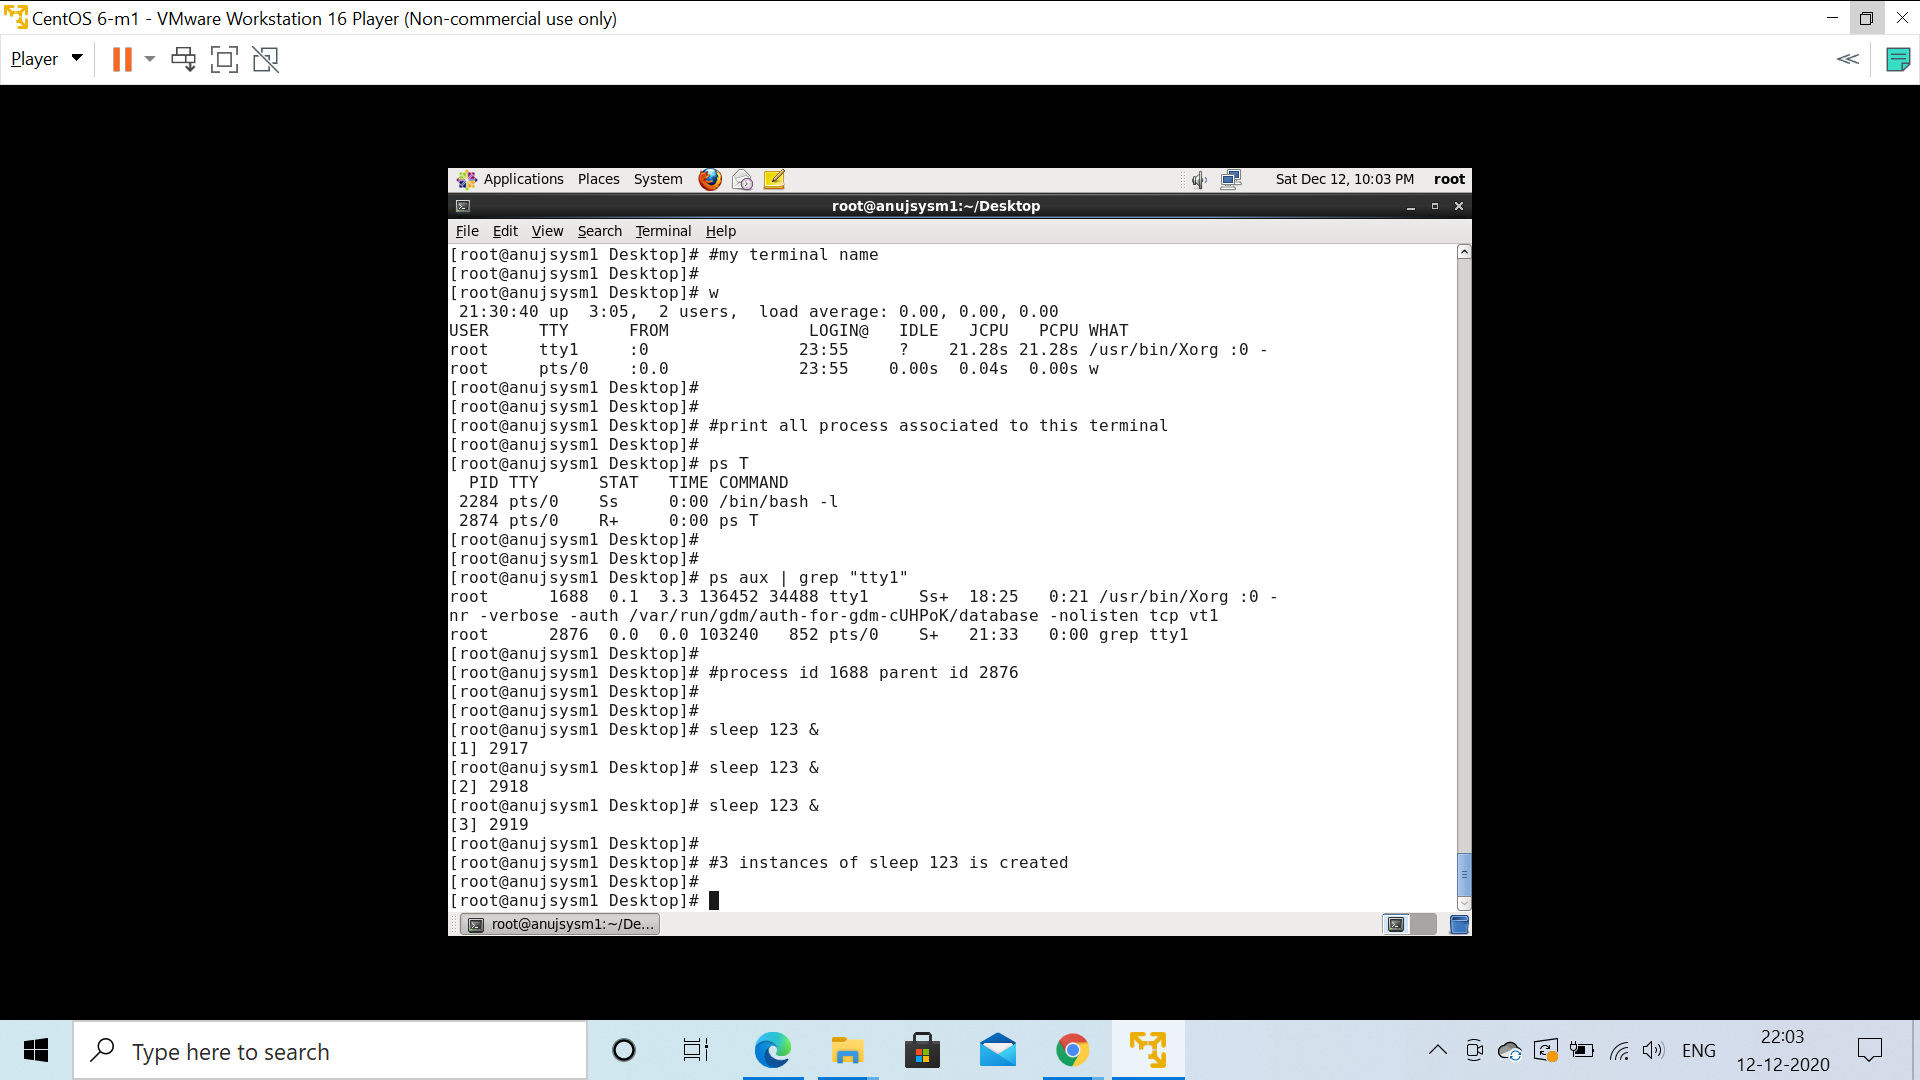 CentOS 6-m1 - VMware Workstation 16 Player (Non-commercial use only)
Player
Applications Places System Sat Dec 12, 10:03 PM root
root@anujsysm1:~/Desktop
File Edit View Search Terminal Help
[root@anujsysm1 Desktop]# #my terminal name
[root@anujsysm1 Desktop]#
[root@anujsysm1 Desktop]# w
 21:30:40 up  3:05,  2 users,  load average: 0.00, 0.00, 0.00
USER     TTY      FROM              LOGIN@   IDLE   JCPU   PCPU WHAT
root     tty1     :0               23:55    ?    21.28s 21.28s /usr/bin/Xorg :0 -
root     pts/0    :0.0             23:55    0.00s  0.04s  0.00s w
[root@anujsysm1 Desktop]#
[root@anujsysm1 Desktop]#
[root@anujsysm1 Desktop]# #print all process associated to this terminal
[root@anujsysm1 Desktop]#
[root@anujsysm1 Desktop]# ps T
  PID TTY      STAT   TIME COMMAND
 2284 pts/0    Ss     0:00 /bin/bash -l
 2874 pts/0    R+     0:00 ps T
[root@anujsysm1 Desktop]#
[root@anujsysm1 Desktop]#
[root@anujsysm1 Desktop]# ps aux | grep "tty1"
root      1688  0.1  3.3 136452 34488 tty1     Ss+  18:25   0:21 /usr/bin/Xorg :0 -
nr -verbose -auth /var/run/gdm/auth-for-gdm-cUHPoK/database -nolisten tcp vt1
root      2876  0.0  0.0 103240   852 pts/0    S+   21:33   0:00 grep tty1
[root@anujsysm1 Desktop]#
[root@anujsysm1 Desktop]# #process id 1688 parent id 2876
[root@anujsysm1 Desktop]#
[root@anujsysm1 Desktop]#
[root@anujsysm1 Desktop]# sleep 123 &
[1] 2917
[root@anujsysm1 Desktop]# sleep 123 &
[2] 2918
[root@anujsysm1 Desktop]# sleep 123 &
[3] 2919
[root@anujsysm1 Desktop]#
[root@anujsysm1 Desktop]# #3 instances of sleep 123 is created
[root@anujsysm1 Desktop]#
[root@anujsysm1 Desktop]#
root@anujsysm1:~/De...
Type here to search
ENG
22:03
12-12-2020